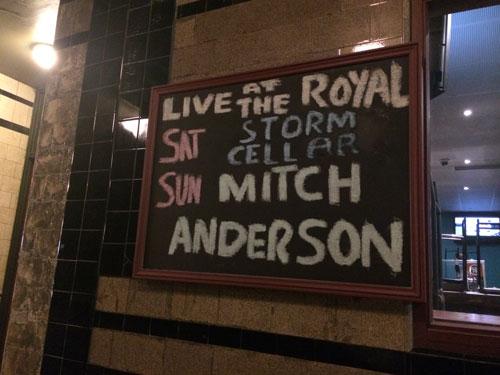 LIVE AT THE ROYAL
SAT STORM CELLAR
SUN MITCH
ANDERSON